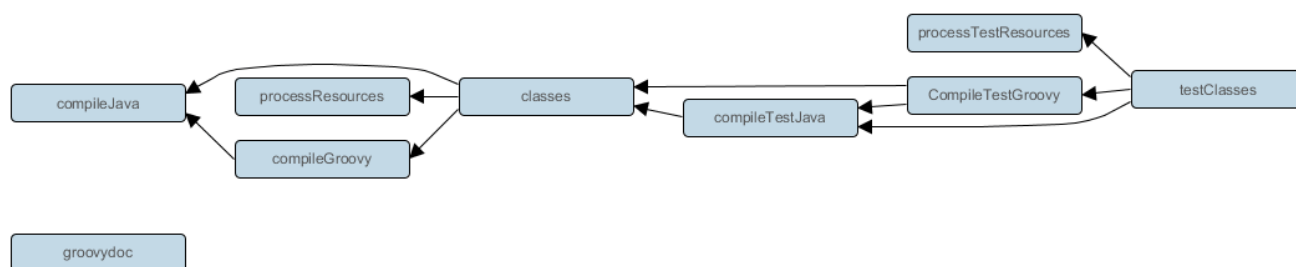 processTestResources
compileJava
processResources
classes
CompileTestGroovy
testClasses
compileTestJava
compileGroovy
groovydoc